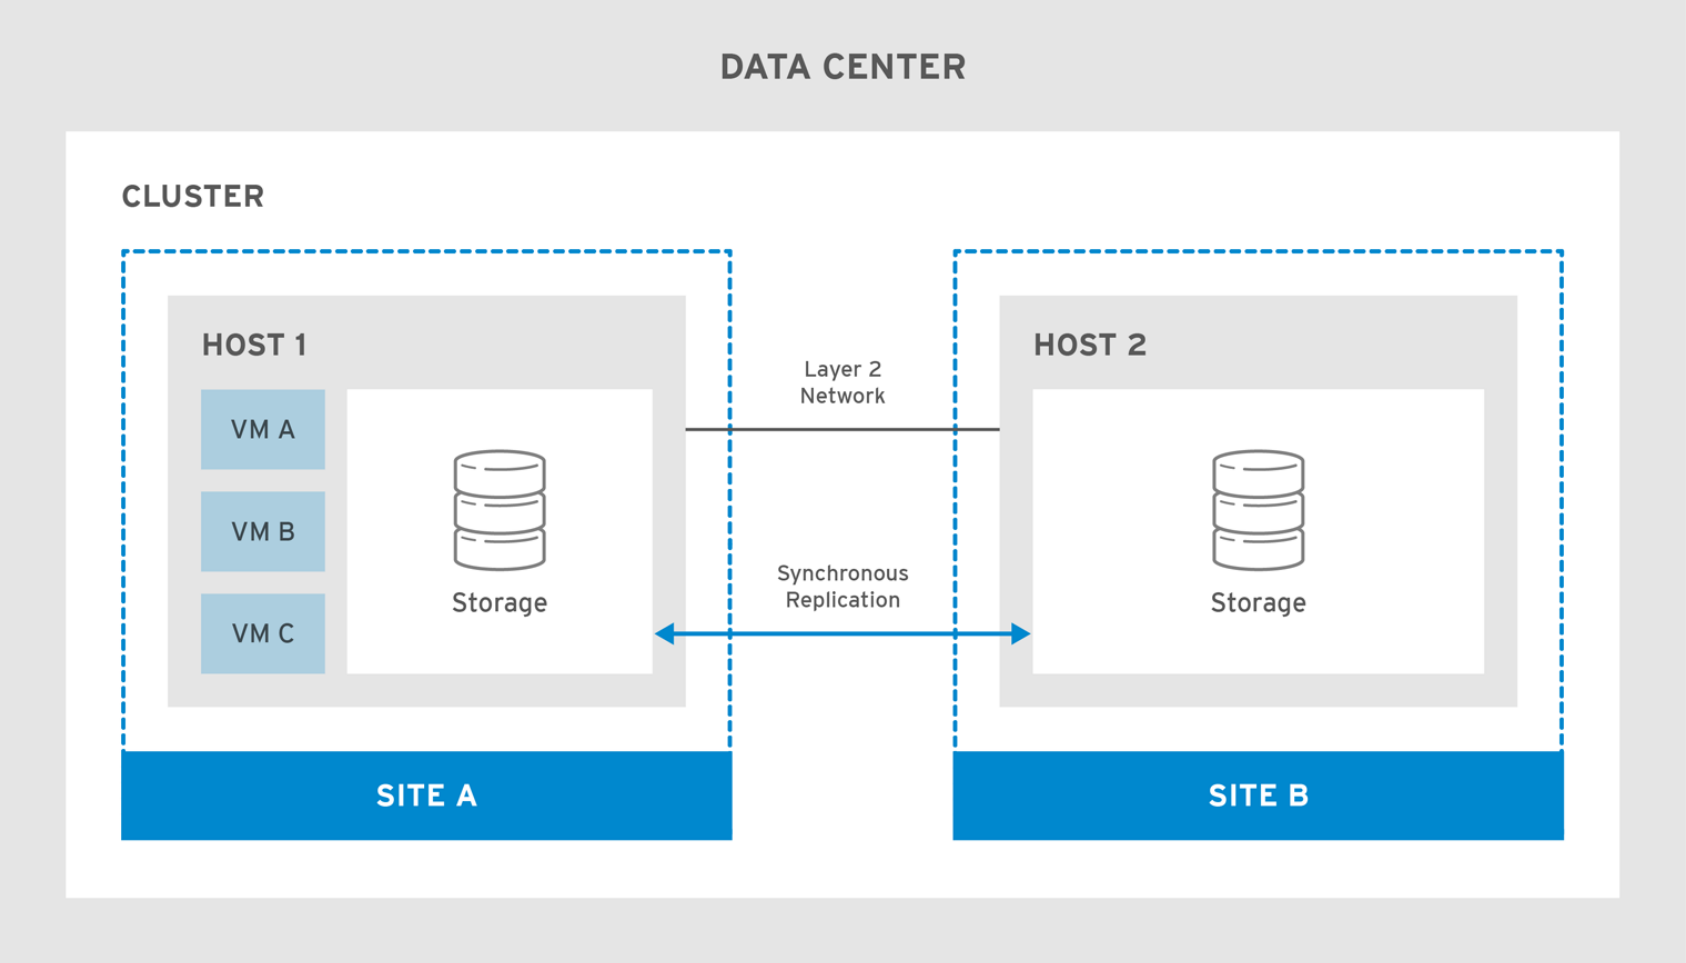 DATA CENTER
CLUSTER
HOST 1
VM A
VM B
VM C
Storage
Layer 2
Network
Synchronous
Replication
HOST 2
Storage
SITE A
SITE B